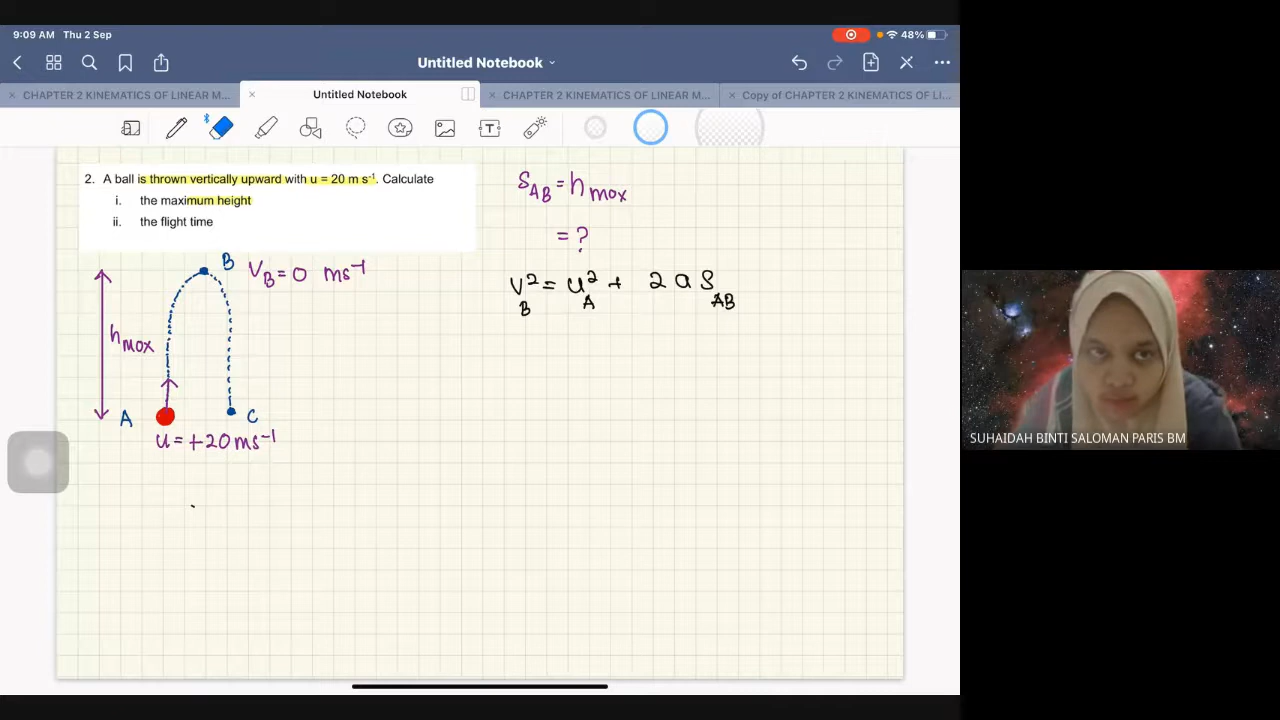 9:09 AM Thu 2 Sep
48%
Untitled Notebook
CHAPTER 2 KINEMATICS OF LINEAR M...
Untitled Notebook
CHAPTER 2 KINEMATICS OF LINEAR M...
Copy of CHAPTER 2 KINEMATICS OF LI...
2. A ball is thrown vertically upward with u = 20 m s⁻¹. Calculate
i. the maximum height
ii. the flight time
S_AB = h_max
= ?
B V_B = 0 ms⁻¹
V_B² = u_A² + 2 a S_AB
h_max
A C
u = +20 ms⁻¹
SUHAIDAH BINTI SALOMAN PARIS BM